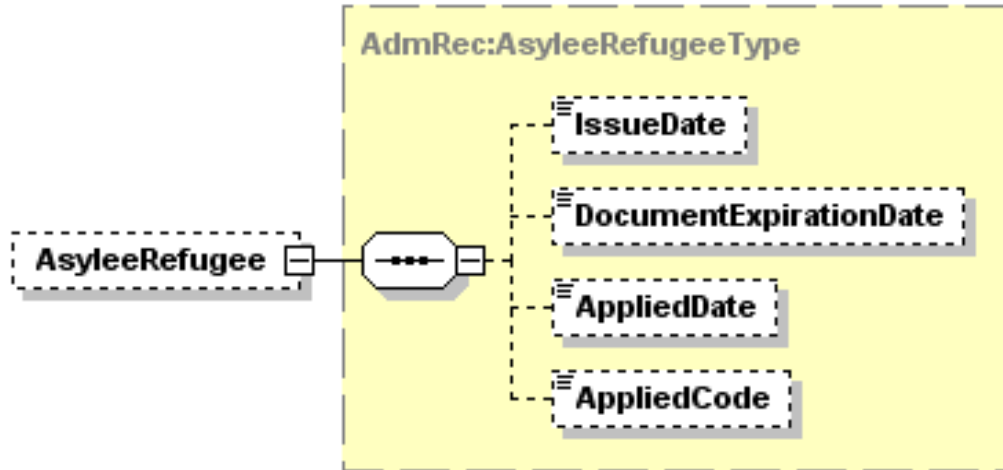 AdmRec:AsyleeRefugeeType
IssueDate
DocumentExpirationDate
AsyleeRefugee
AppliedDate
AppliedCode